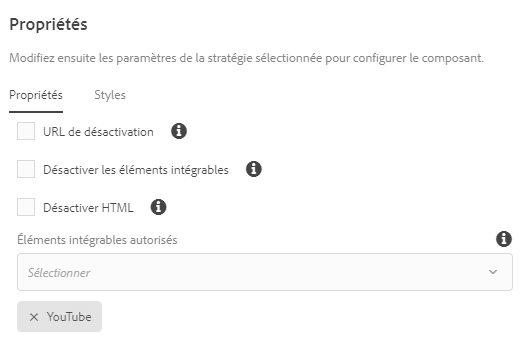 Propriétés
Modifiez ensuite les paramètres de la stratégie sélectionnée pour configurer le composant.
Propriétés Styles
URL de désactivation
Désactiver les éléments intégrables
Désactiver HTML
Éléments intégrables autorisés
Sélectionner
YouTube